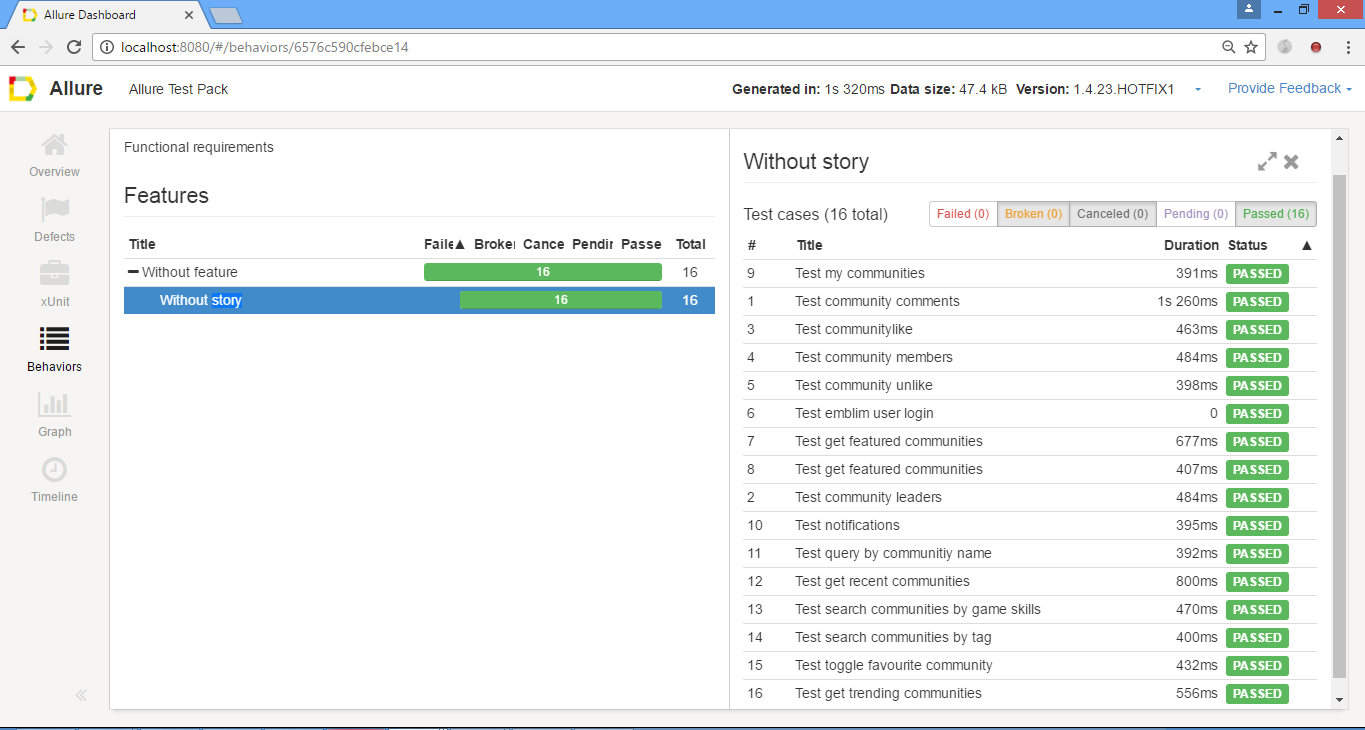 Allure Dashboard
localhost:8080/#/behaviors/6576c590cfebce14
Allure Allure Test Pack Generated in: 1s 320ms Data size: 47.4 kB Version: 1.4.23.HOTFIX1 Provide Feedback
Overview
Defects
xUnit
Behaviors
Graph
Timeline
Functional requirements
Features
Title Faile Broke Cance Pendin Passe Total
Without feature 16 16
Without story 16 16
Without story
Test cases (16 total) Failed (0) Broken (0) Canceled (0) Pending (0) Passed (16)
# Title Duration Status
9 Test my communities 391ms PASSED
1 Test community comments 1s 260ms PASSED
3 Test communitylike 463ms PASSED
4 Test community members 484ms PASSED
5 Test community unlike 398ms PASSED
6 Test emblim user login 0 PASSED
7 Test get featured communities 677ms PASSED
8 Test get featured communities 407ms PASSED
2 Test community leaders 484ms PASSED
10 Test notifications 395ms PASSED
11 Test query by communitiy name 392ms PASSED
12 Test get recent communities 800ms PASSED
13 Test search communities by game skills 470ms PASSED
14 Test search communities by tag 400ms PASSED
15 Test toggle favourite community 432ms PASSED
16 Test get trending communities 556ms PASSED